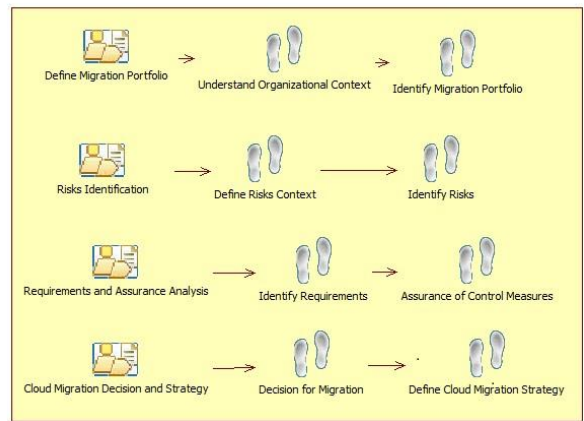 Define Migration Portfolio
Understand Organizational Context
Identify Migration Portfolio
Risks Identification
Define Risks Context
Identify Risks
Requirements and Assurance Analysis
Identify Requirements
Assurance of Control Measures
Cloud Migration Decision and Strategy
Decision for Migration
Define Cloud Migration Strategy